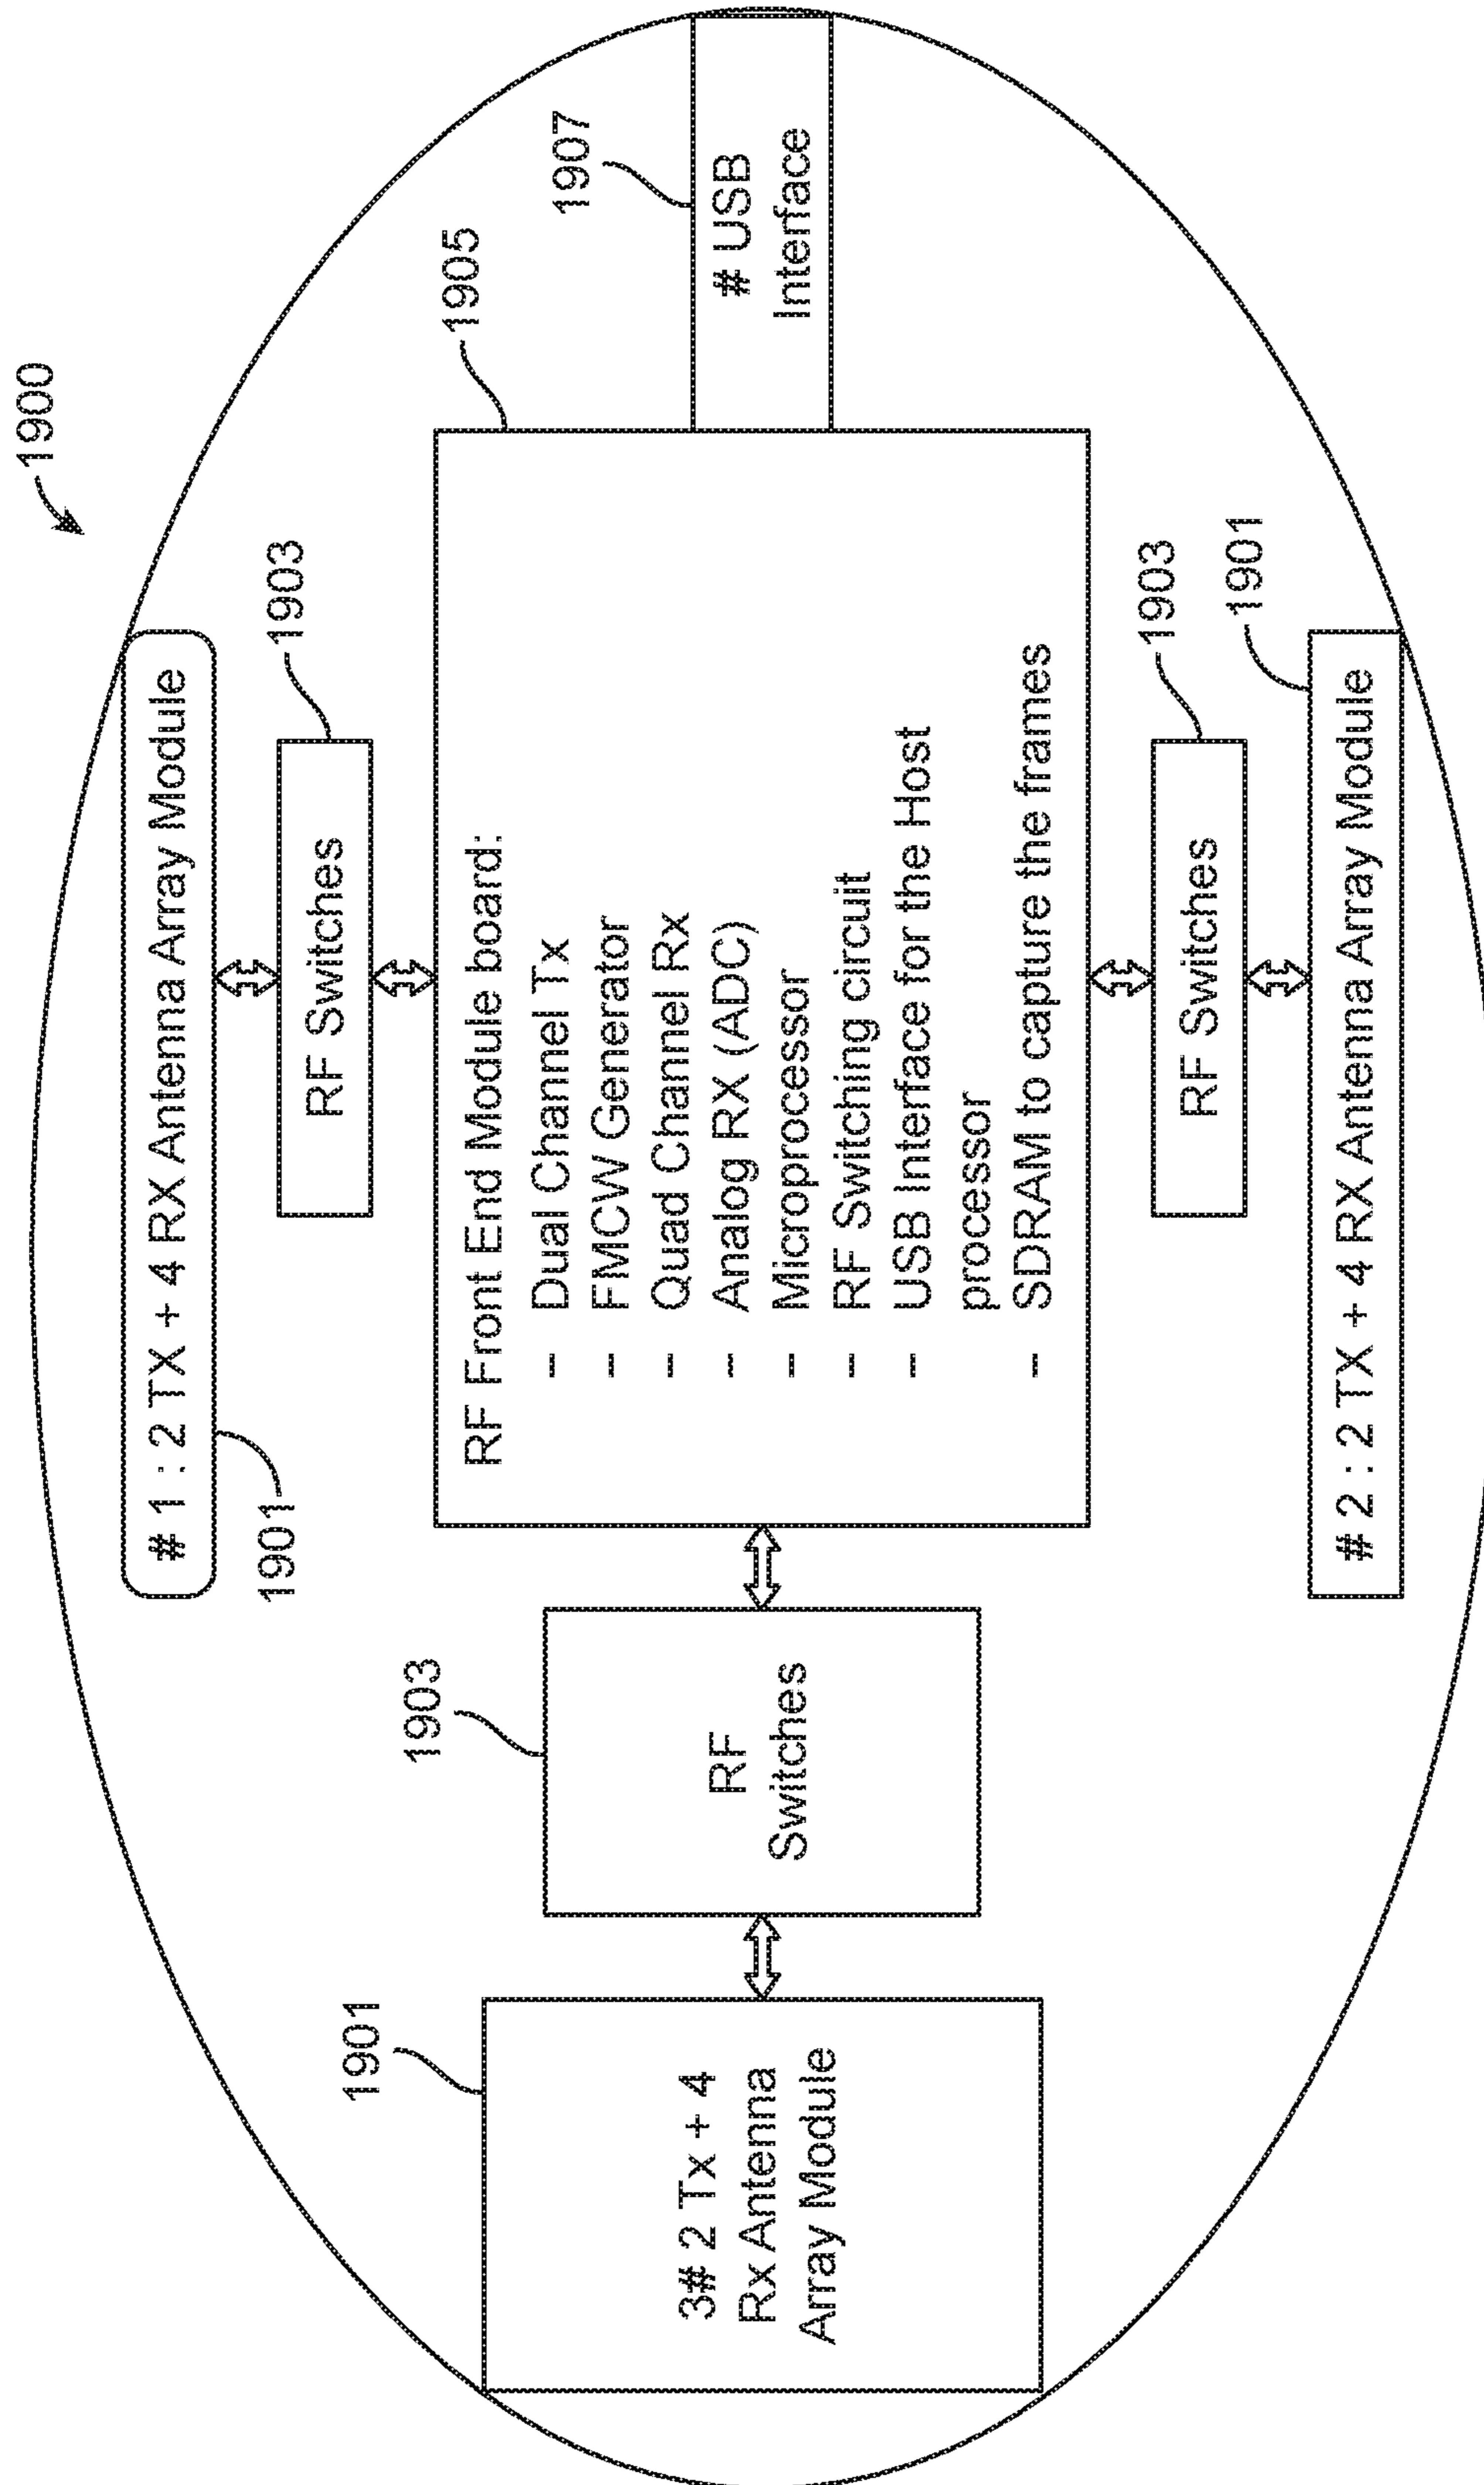 1900
# 1 : 2 TX + 4 RX Antenna Array Module
1901
RF Switches
1903
1905
RF Front End Module board:
– Dual Channel Tx
– FMCW Generator
– Quad Channel Rx
– Analog RX (ADC)
– Microprocessor
– RF Switching circuit
– USB Interface for the Host
processor
– SDRAM to capture the frames
1907
# USB
Interface
1903
RF
Switches
1901
3# 2 Tx + 4
Rx Antenna
Array Module
RF Switches
1903
# 2 : 2 TX + 4 RX Antenna Array Module
1901